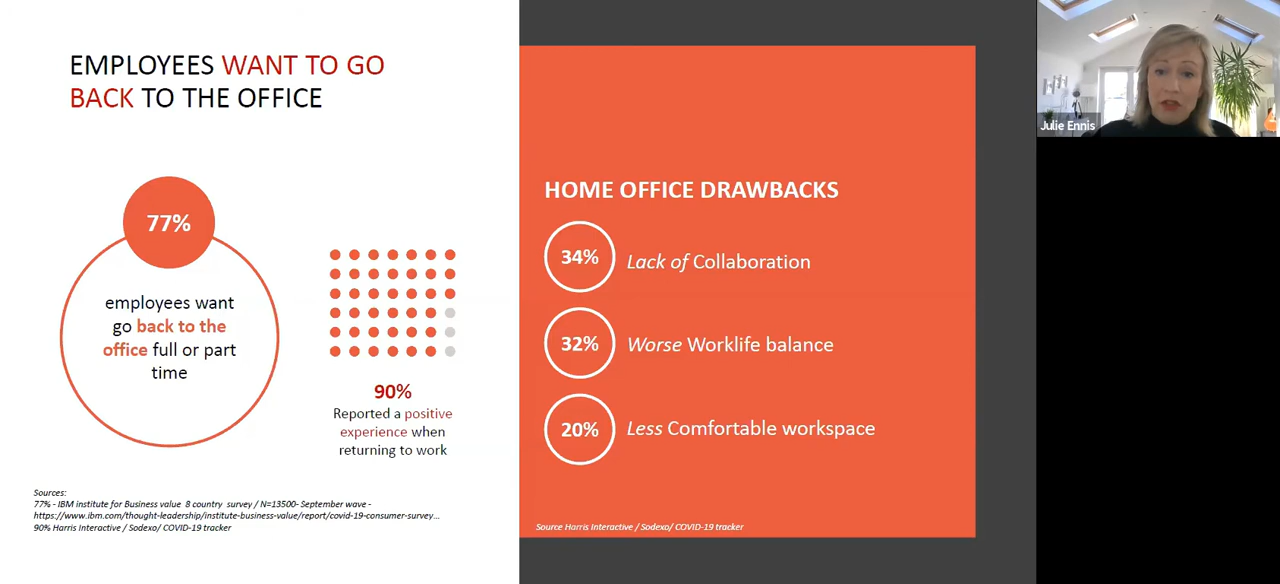 EMPLOYEES WANT TO GO
BACK TO THE OFFICE
77%
employees want
go back to the
office full or part
time
90%
Reported a positive
experience when
returning to work
Sources:
77% - IBM institute for Business value 8 country survey / N=13500- September wave -
https://www.ibm.com/thought-leadership/institute-business-value/report/covid-19-consumer-survey...
90% Harris Interactive / Sodexo/ COVID-19 tracker
HOME OFFICE DRAWBACKS
34% Lack of Collaboration
32% Worse Worklife balance
20% Less Comfortable workspace
Source Harris Interactive / Sodexo/ COVID-19 tracker
Julie Ennis